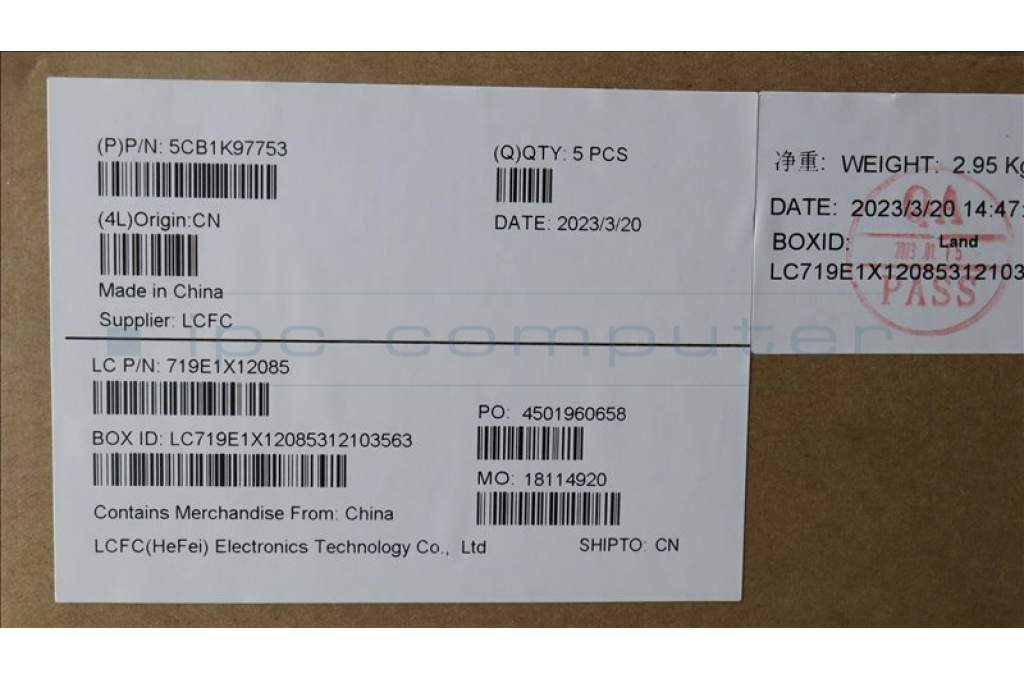 (P)P/N: 5CB1K97753
(Q)QTY: 5 PCS
(4L)Origin:CN
DATE: 2023/3/20
Made in China
Supplier: LCFC
LC P/N: 719E1X12085
PO: 4501960658
BOX ID: LC719E1X12085312103563
MO: 18114920
Contains Merchandise From: China
LCFC(HeFei) Electronics Technology Co., Ltd
SHIPTO: CN
净重: WEIGHT: 2.95 Kg
DATE: 2023/3/20 14:47:
BOXID: Land
LC719E1X12085312103
QA
PASS
ipc-computer